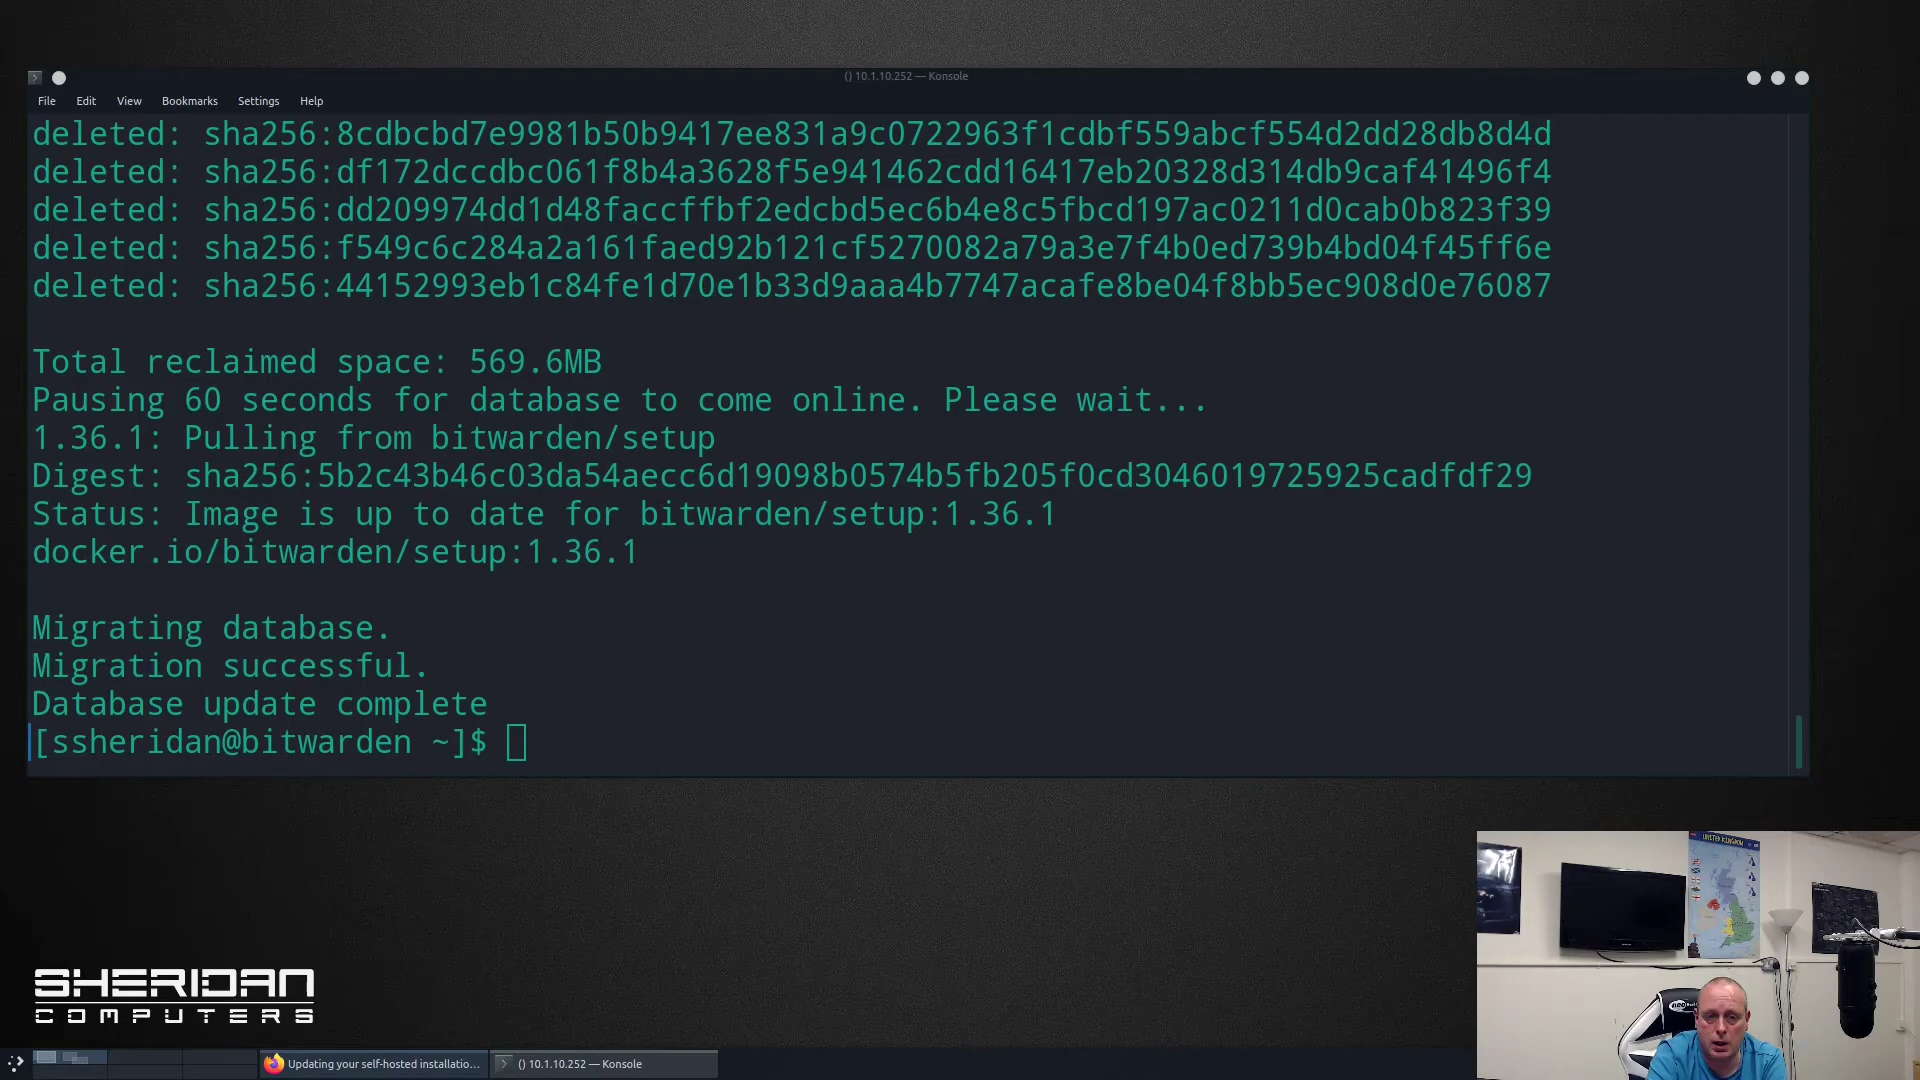 () 10.1.10.252 — Konsole
File Edit View Bookmarks Settings Help
deleted: sha256:8cdbcbd7e9981b50b9417ee831a9c0722963f1cdbf559abcf554d2dd28db8d4d
deleted: sha256:df172dccdbc061f8b4a3628f5e941462cdd16417eb20328d314db9caf41496f4
deleted: sha256:dd209974dd1d48faccffbf2edcbd5ec6b4e8c5fbcd197ac0211d0cab0b823f39
deleted: sha256:f549c6c284a2a161faed92b121cf5270082a79a3e7f4b0ed739b4bd04f45ff6e
deleted: sha256:44152993eb1c84fe1d70e1b33d9aaa4b7747acafe8be04f8bb5ec908d0e76087
Total reclaimed space: 569.6MB
Pausing 60 seconds for database to come online. Please wait...
1.36.1: Pulling from bitwarden/setup
Digest: sha256:5b2c43b46c03da54aecc6d19098b0574b5fb205f0cd3046019725925cadfdf29
Status: Image is up to date for bitwarden/setup:1.36.1
docker.io/bitwarden/setup:1.36.1
Migrating database.
Migration successful.
Database update complete
[ssheridan@bitwarden ~]$
UNITED KINGDOM
SHERIDAN
COMPUTERS
Updating your self-hosted installatio...
() 10.1.10.252 — Konsole